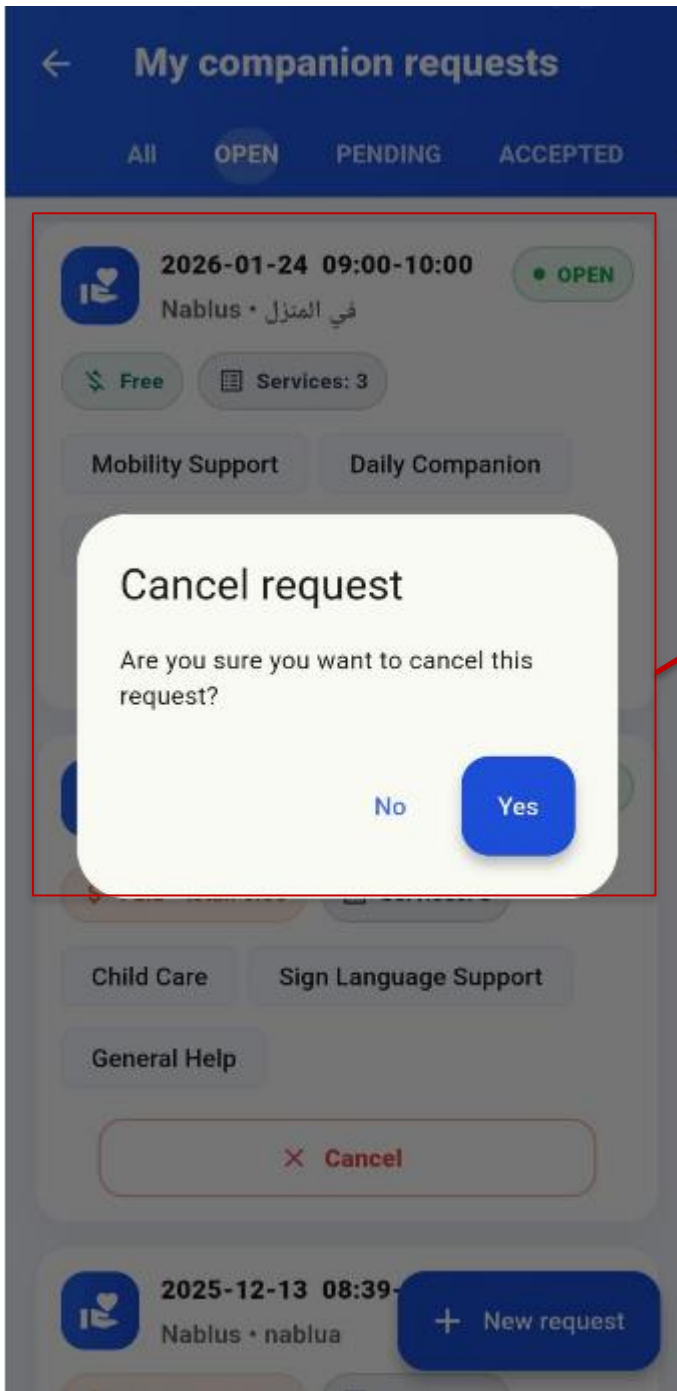 My companion requests
All OPEN PENDING ACCEPTED
2026-01-24 09:00-10:00
OPEN
Nablus • في المنزل
Free Services: 3
Mobility Support Daily Companion
Cancel request
Are you sure you want to cancel this
request?
No Yes
Child Care Sign Language Support
General Help
Cancel
2025-12-13 08:39-
Nablus • nablua
New request